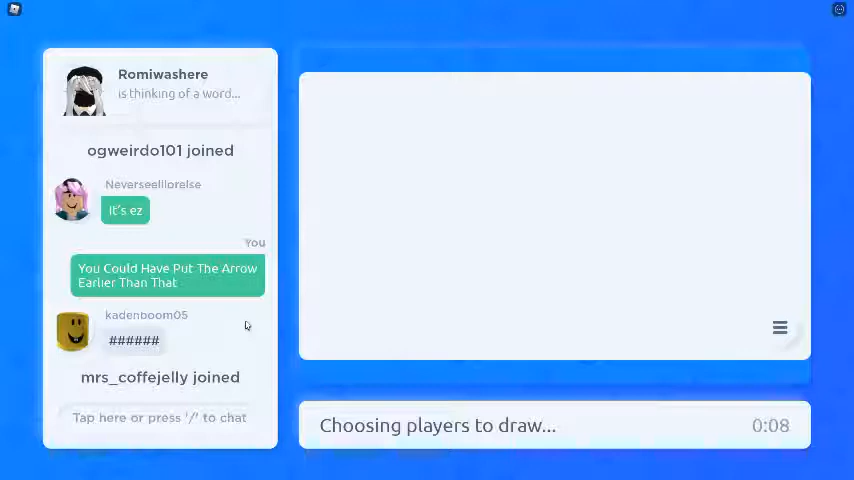 Romiwashere
is thinking of a word...
ogweirdo101 joined
Neverseelilorelse
It's ez
You
You Could Have Put The Arrow
Earlier Than That
kadenboom05
######
mrs_coffejelly joined
Tap here or press '/' to chat
Choosing players to draw...
0:08